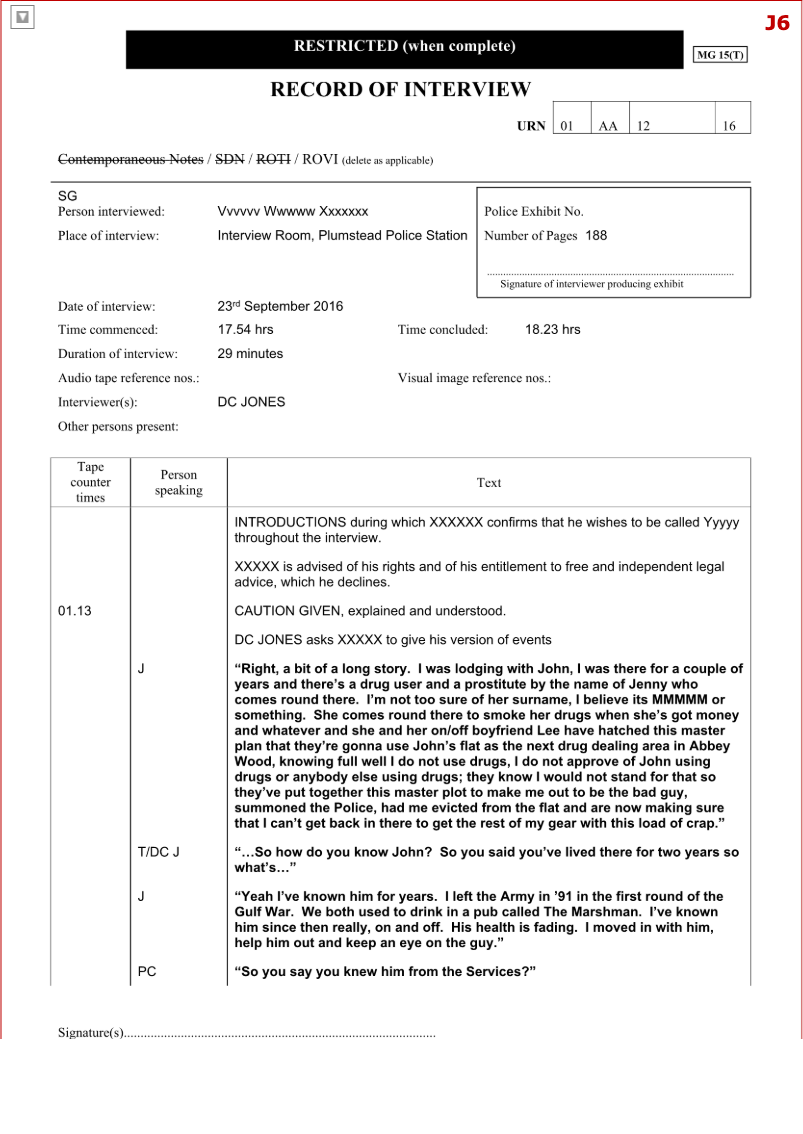 J6
RESTRICTED (when complete)
MG 15(T)
RECORD OF INTERVIEW
URN 01 AA 12 16
Contemporaneous Notes / SDN / ROTI / ROVI (delete as applicable)
SG
Person interviewed: Vvvvvv Wwwww Xxxxxxx
Police Exhibit No.
Place of interview: Interview Room, Plumstead Police Station
Number of Pages 188
Signature of interviewer producing exhibit
Date of interview: 23rd September 2016
Time commenced: 17.54 hrs Time concluded: 18.23 hrs
Duration of interview: 29 minutes
Audio tape reference nos.: Visual image reference nos.:
Interviewer(s): DC JONES
Other persons present:
Tape
counter
times
Person
speaking
Text
INTRODUCTIONS during which XXXXXX confirms that he wishes to be called Yyyyy
throughout the interview.
XXXXX is advised of his rights and of his entitlement to free and independent legal
advice, which he declines.
01.13 CAUTION GIVEN, explained and understood.
DC JONES asks XXXXX to give his version of events
J “Right, a bit of a long story. I was lodging with John, I was there for a couple of
years and there’s a drug user and a prostitute by the name of Jenny who
comes round there. I’m not too sure of her surname, I believe its MMMMM or
something. She comes round there to smoke her drugs when she’s got money
and whatever and she and her on/off boyfriend Lee have hatched this master
plan that they’re gonna use John’s flat as the next drug dealing area in Abbey
Wood, knowing full well I do not use drugs, I do not approve of John using
drugs or anybody else using drugs; they know I would not stand for that so
they’ve put together this master plot to make me out to be the bad guy,
summoned the Police, had me evicted from the flat and are now making sure
that I can’t get back in there to get the rest of my gear with this load of crap.”
T/DC J “…So how do you know John? So you said you’ve lived there for two years so
what’s…”
J “Yeah I’ve known him for years. I left the Army in ’91 in the first round of the
Gulf War. We both used to drink in a pub called The Marshman. I’ve known
him since then really, on and off. His health is fading. I moved in with him,
help him out and keep an eye on the guy.”
PC “So you say you knew him from the Services?”
Signature(s)..............................................................................................